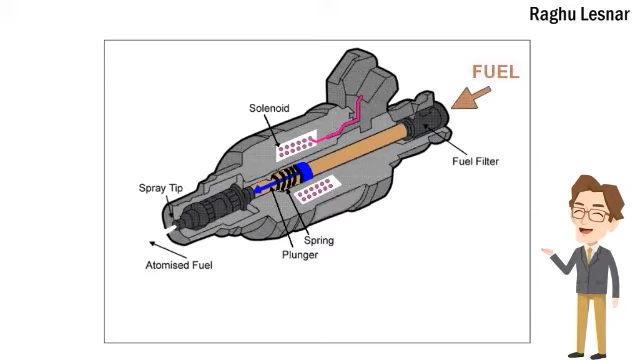 Raghu Lesnar
FUEL
Solenoid
Fuel Filter
Spray Tip
Spring
Plunger
Atomised Fuel